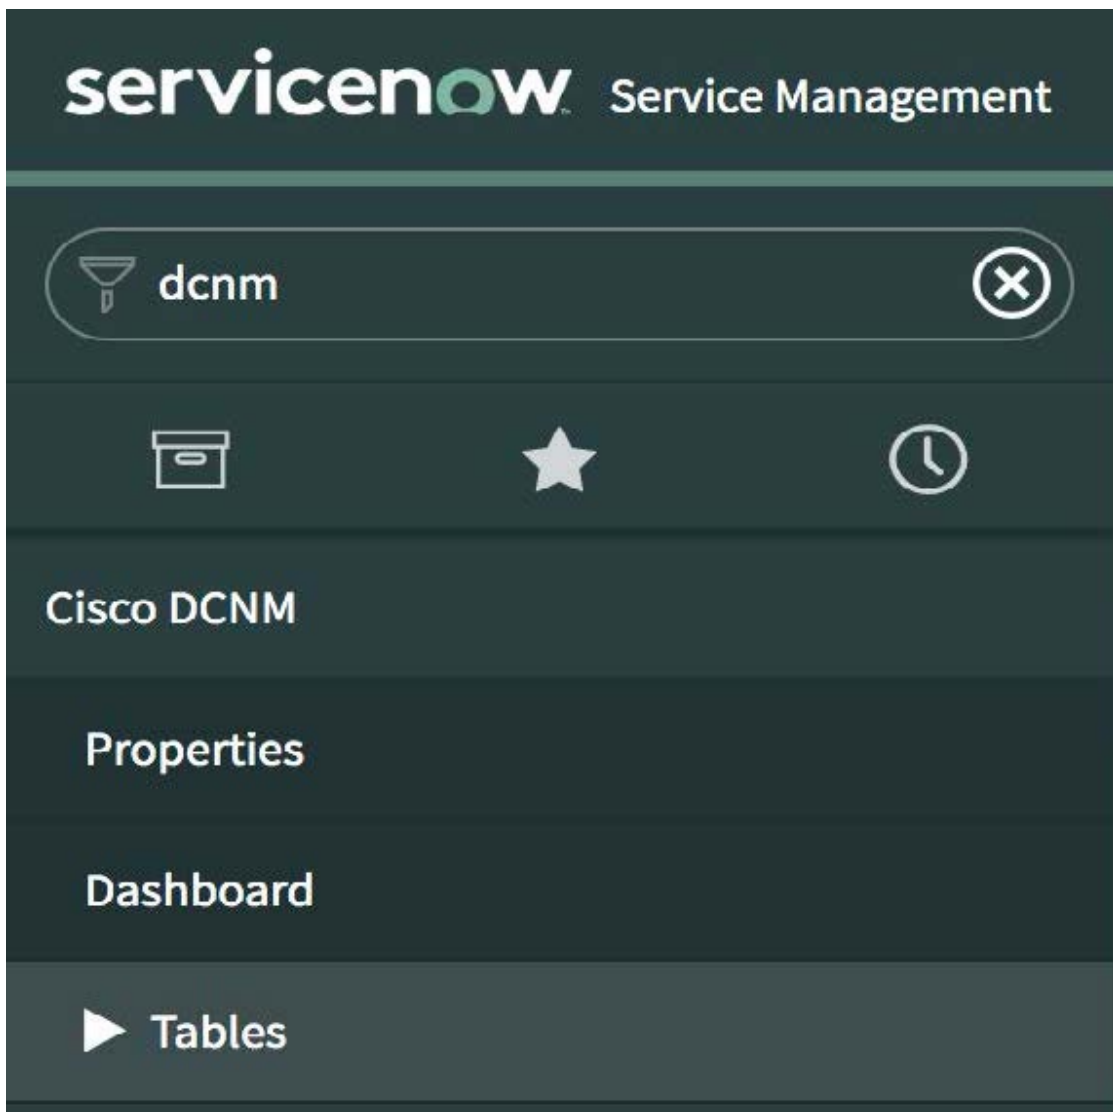 servicenow Service Management
dcnm
Cisco DCNM
Properties
Dashboard
Tables